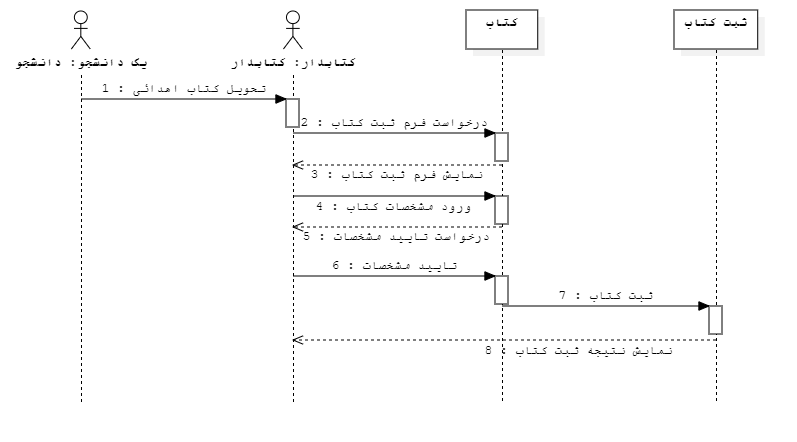 یک دانشجو: دانشجو
کتابدار: کتابدار
کتاب
ثبت کتاب
1 : تحویل کتاب اهدائی
2 : درخواست فرم ثبت کتاب
3 : نمایش فرم ثبت کتاب
4 : ورود مشخصات کتاب
5 : درخواست تایید مشخصات
6 : تایید مشخصات
7 : ثبت کتاب
8 : نمایش نتیجه ثبت کتاب